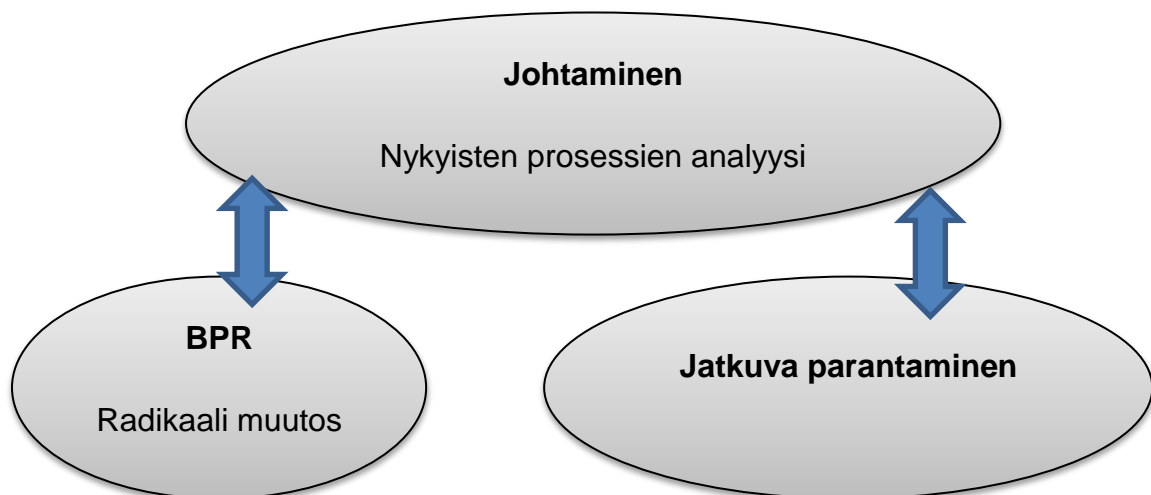 Johtaminen
Nykyisten prosessien analyysi
BPR
Radikaali muutos
Jatkuva parantaminen